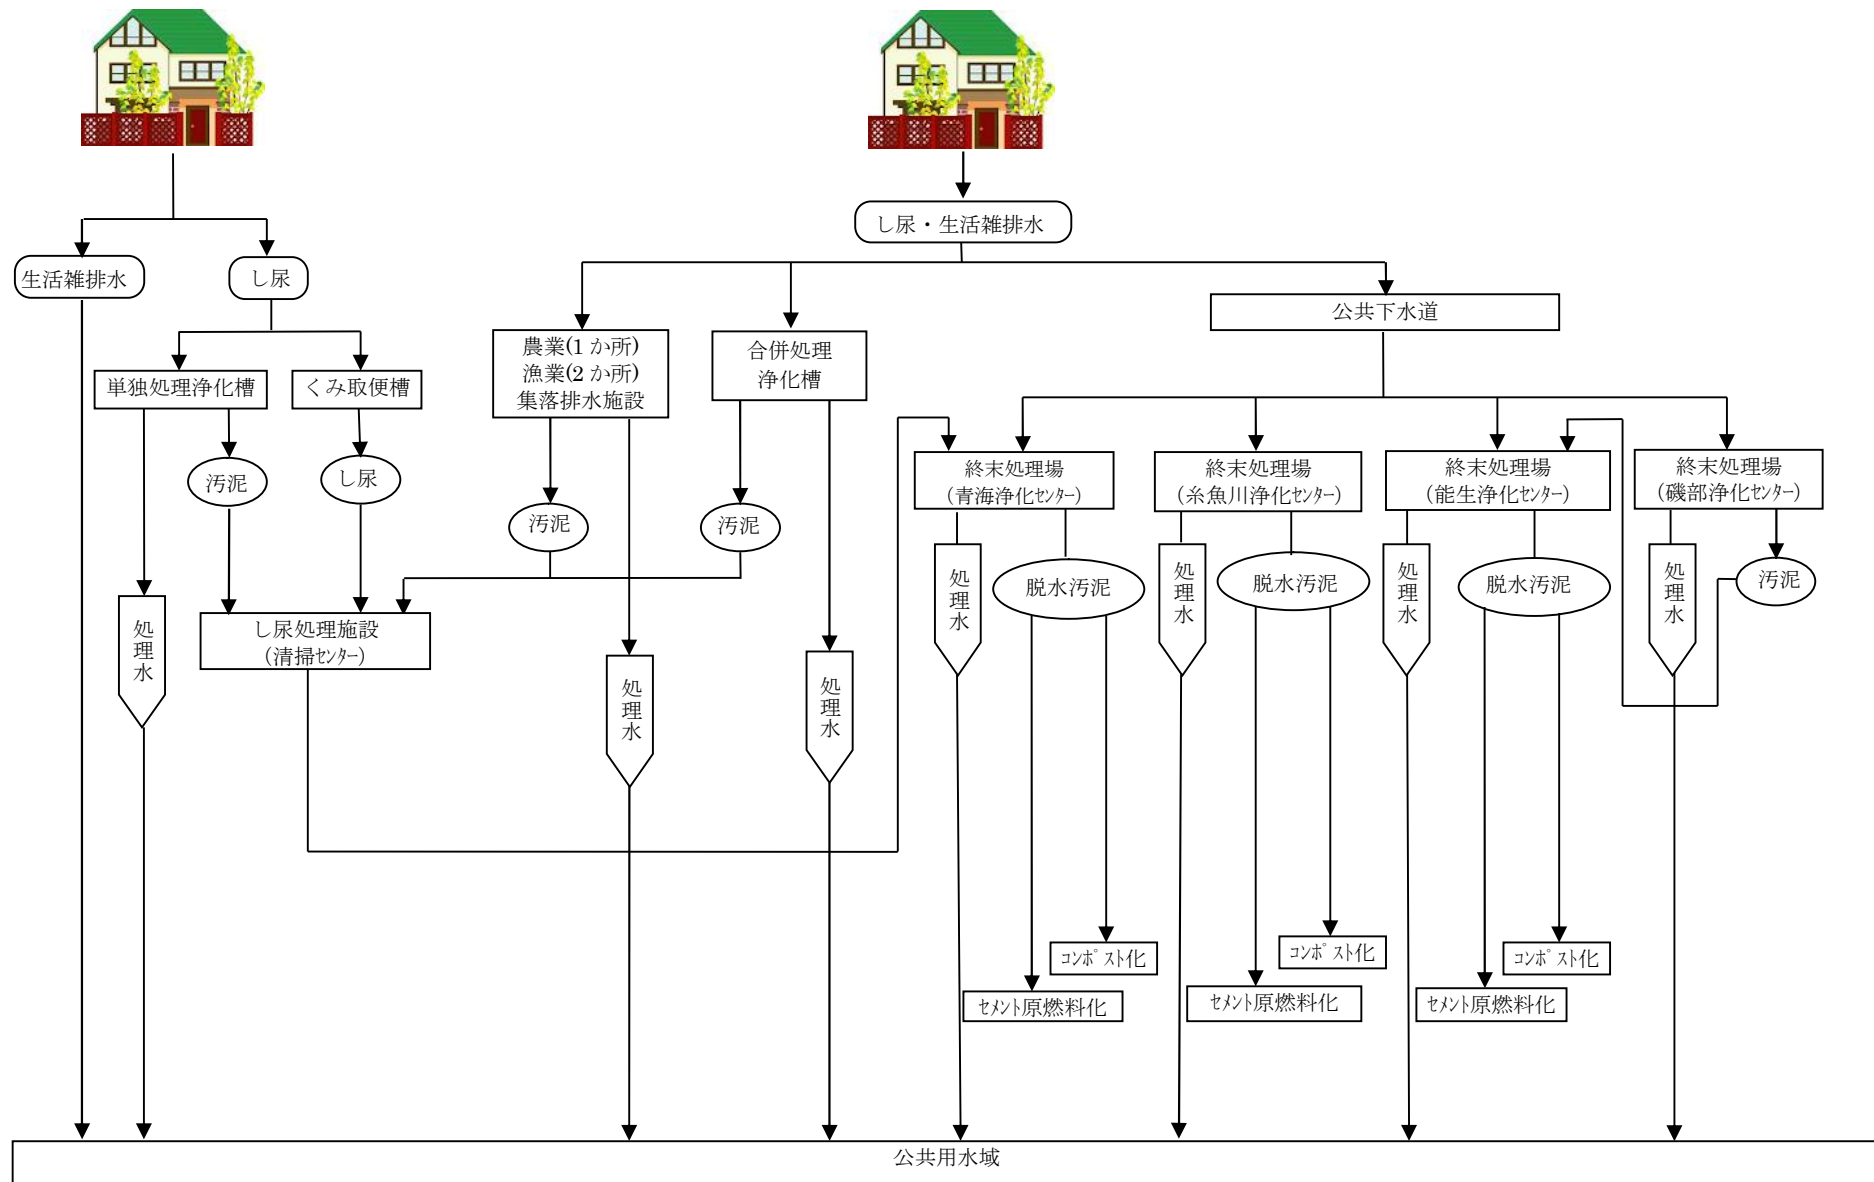 し尿・生活雑排水
生活雑排水
し尿
公共下水道
農業(1か所)
漁業(2か所)
集落排水施設
合併処理
浄化槽
単独処理浄化槽
くみ取便槽
汚泥
し尿
汚泥
汚泥
終末処理場
(青海浄化ｾﾝﾀｰ)
終末処理場
(糸魚川浄化ｾﾝﾀｰ)
終末処理場
(能生浄化ｾﾝﾀｰ)
終末処理場
(磯部浄化ｾﾝﾀｰ)
処理水
脱水汚泥
処理水
脱水汚泥
処理水
脱水汚泥
処理水
汚泥
処理水
し尿処理施設
(清掃ｾﾝﾀｰ)
処理水
処理水
ｺﾝﾎﾟｽﾄ化
ｺﾝﾎﾟｽﾄ化
ｺﾝﾎﾟｽﾄ化
ｾﾒﾝﾄ原燃料化
ｾﾒﾝﾄ原燃料化
ｾﾒﾝﾄ原燃料化
公共用水域